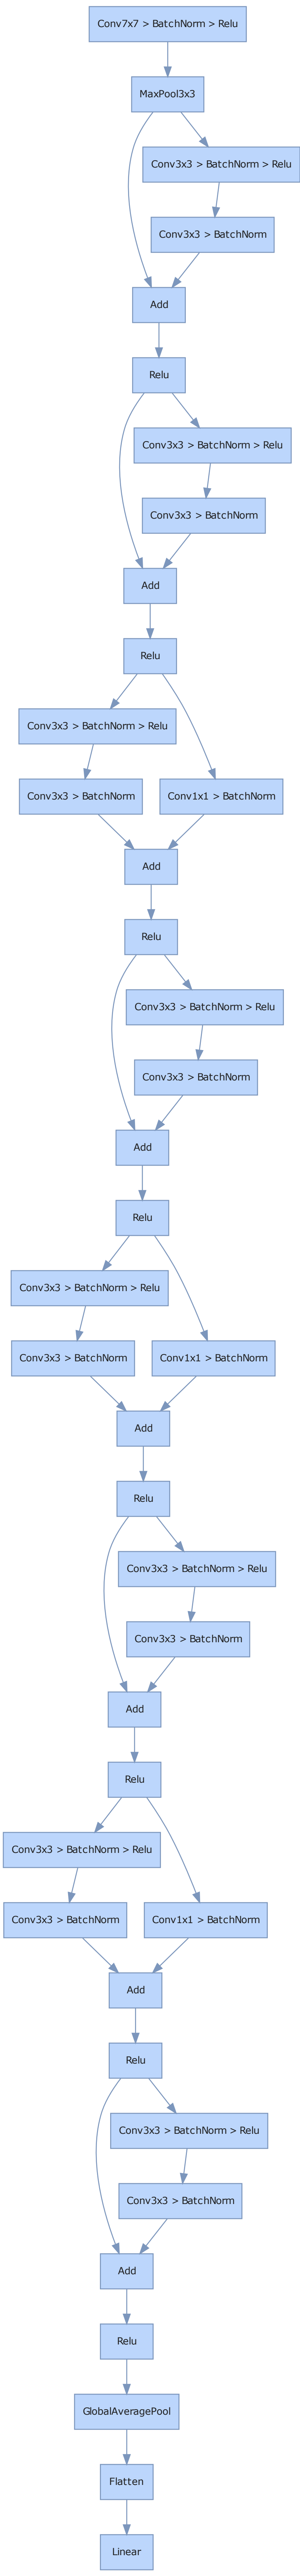 Conv7x7 > BatchNorm > Relu
MaxPool3x3
Conv3x3 > BatchNorm > Relu
Conv3x3 > BatchNorm
Add
Relu
Conv3x3 > BatchNorm > Relu
Conv3x3 > BatchNorm
Add
Relu
Conv3x3 > BatchNorm > Relu
Conv3x3 > BatchNorm
Conv1x1 > BatchNorm
Add
Relu
Conv3x3 > BatchNorm > Relu
Conv3x3 > BatchNorm
Add
Relu
Conv3x3 > BatchNorm > Relu
Conv3x3 > BatchNorm
Conv1x1 > BatchNorm
Add
Relu
Conv3x3 > BatchNorm > Relu
Conv3x3 > BatchNorm
Add
Relu
Conv3x3 > BatchNorm > Relu
Conv3x3 > BatchNorm
Conv1x1 > BatchNorm
Add
Relu
Conv3x3 > BatchNorm > Relu
Conv3x3 > BatchNorm
Add
Relu
GlobalAveragePool
Flatten
Linear